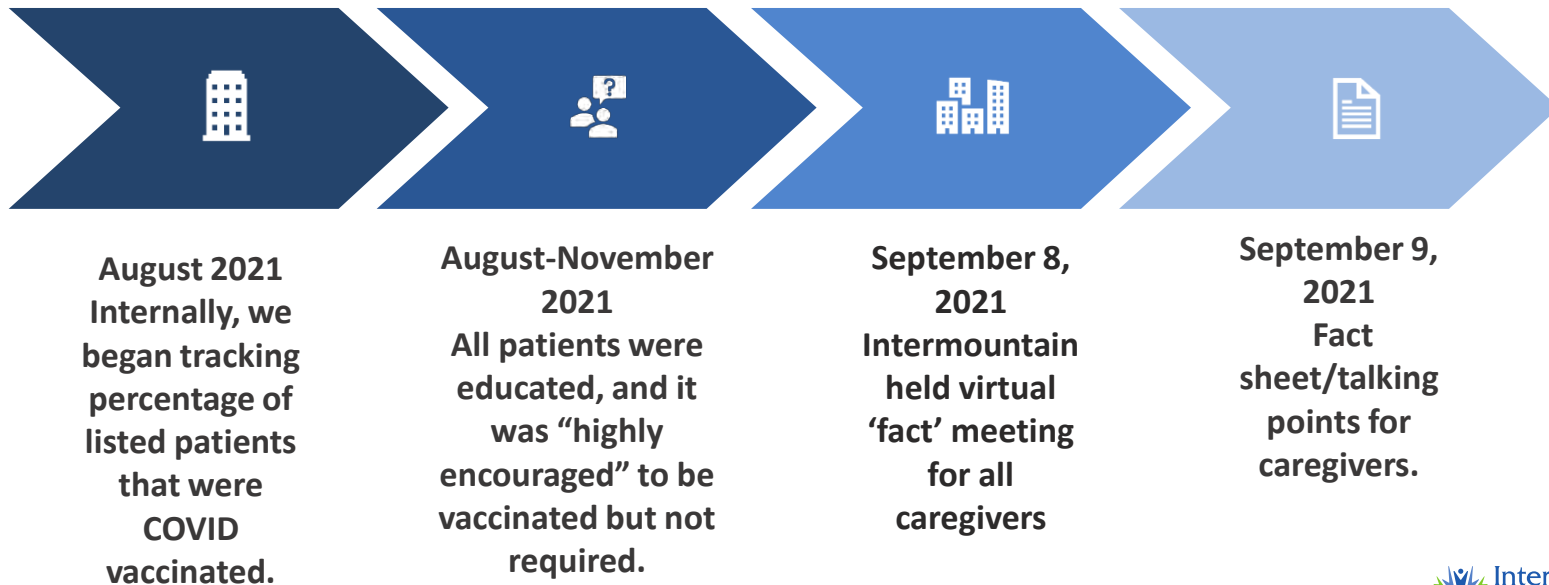 ?
August 2021
Internally, we
began tracking
percentage of
listed patients
that were
COVID
vaccinated.
August-November
2021
All patients were
educated, and it
was “highly
encouraged” to be
vaccinated but not
required.
September 8,
2021
Intermountain
held virtual
‘fact’ meeting
for all
caregivers
September 9,
2021
Fact
sheet/talking
points for
caregivers.
Inter